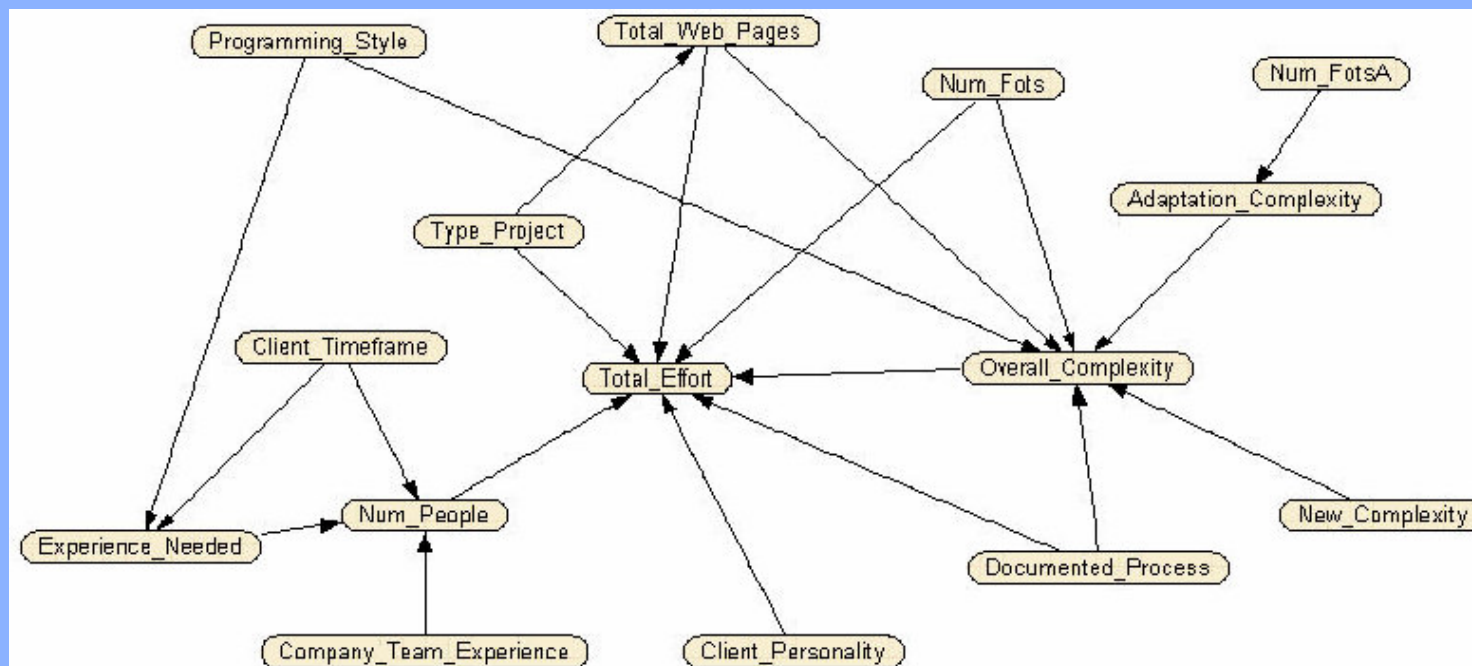 Total_Web_Pages
Programming_Style
Num_FotsA
Num_Fots
Adaptation_Complexity
Type_Project
Client_Timeframe
Overall_Complexity
Total_Effort
Num_People
New_Complexity
Experience_Needed
Documented_Process
Company_Team_Experience
Client_Personality